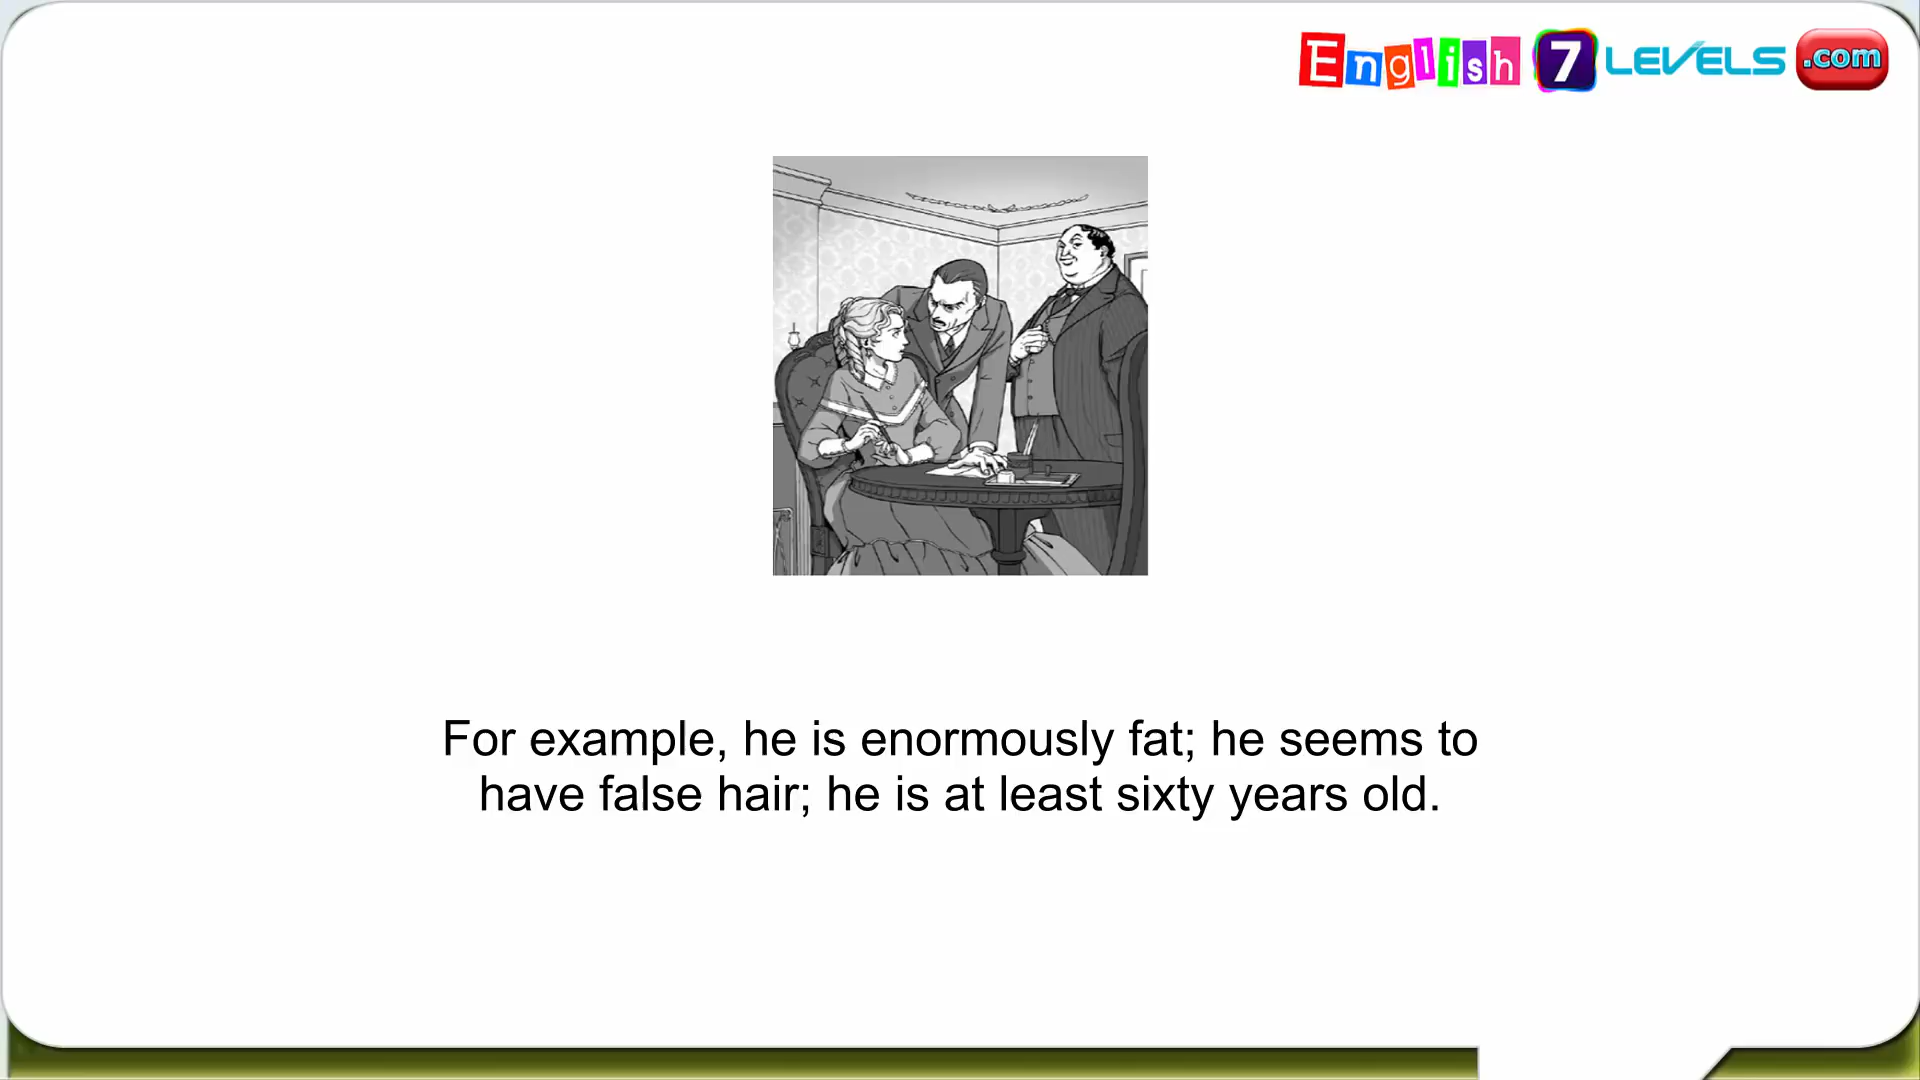 English 7 LEVELS .com
For example, he is enormously fat; he seems to
have false hair; he is at least sixty years old.